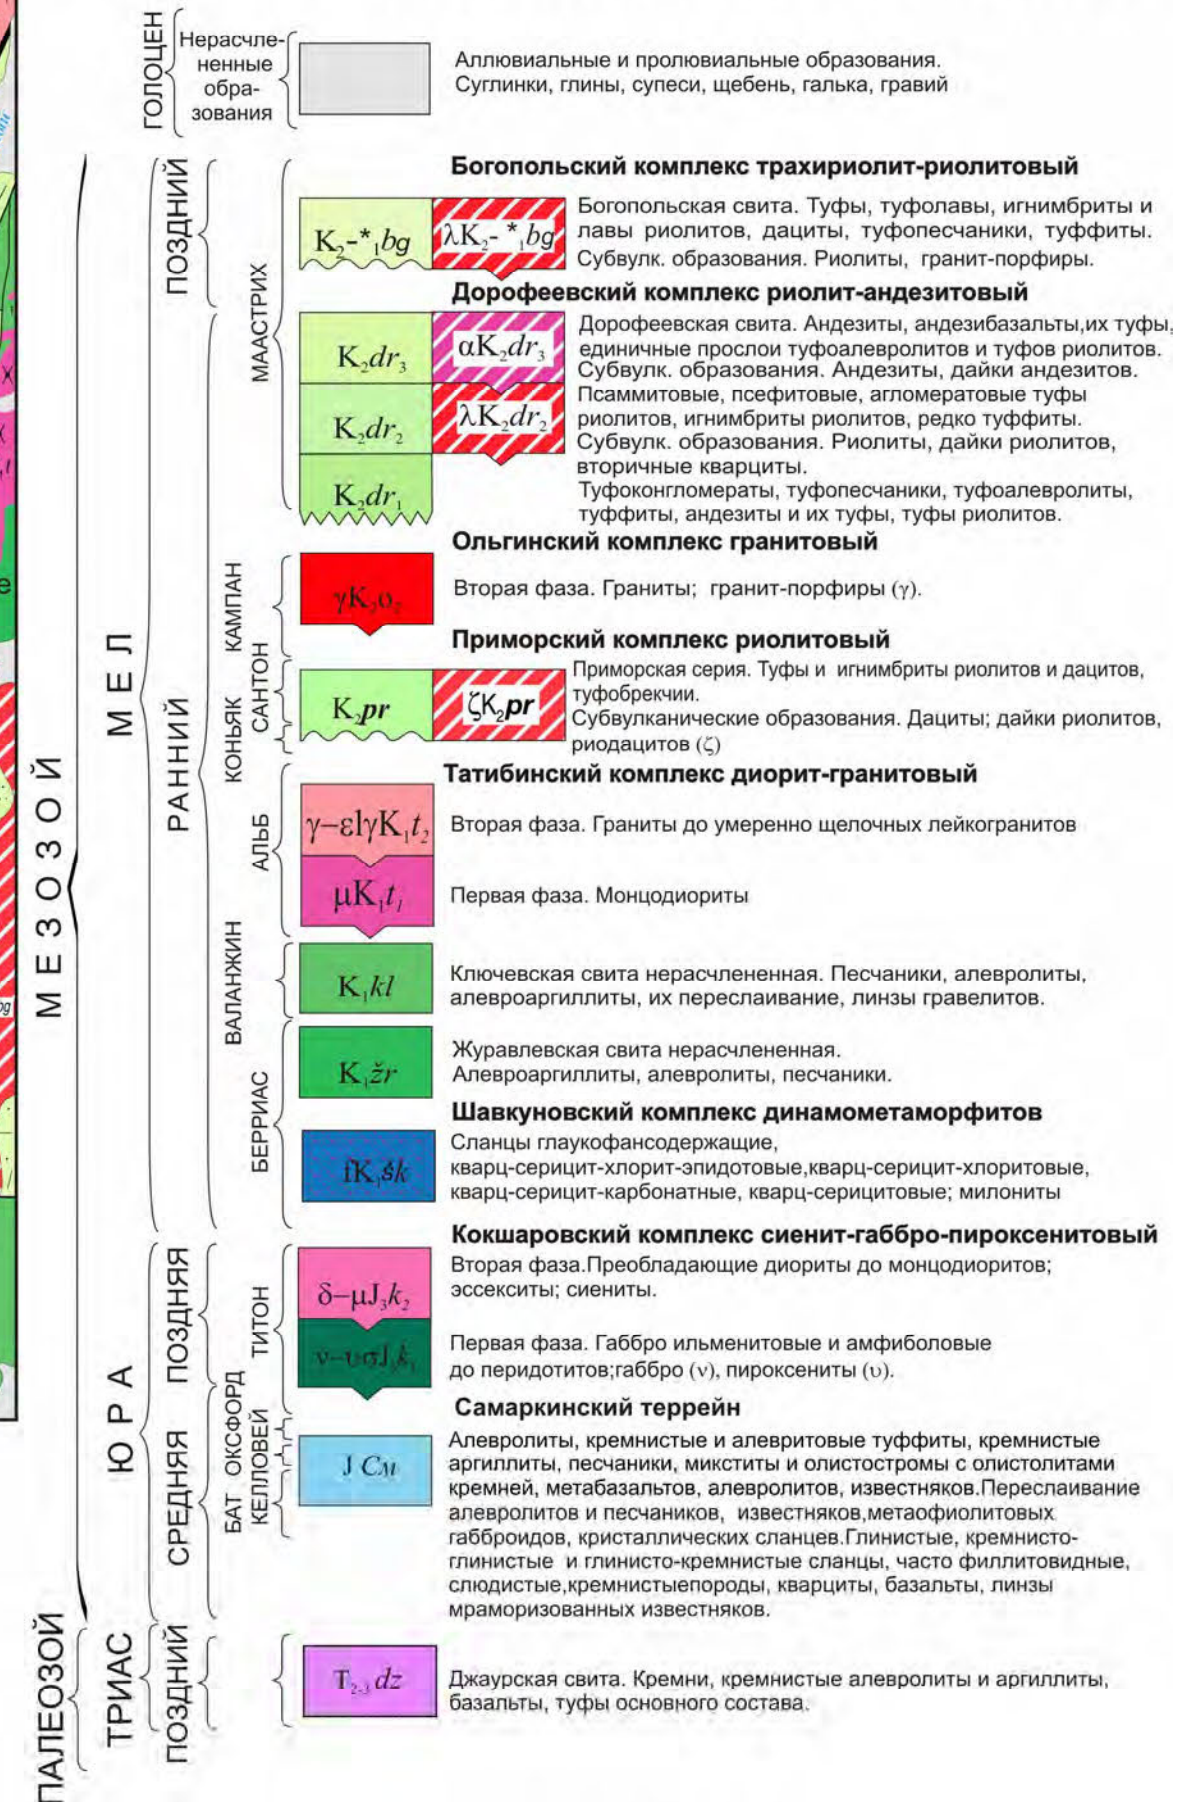 ГОЛОЦЕН
Нерасчле-
ненные
обра-
зования
Аллювиальные и пролювиальные образования.
Суглинки, глины, супеси, щебень, галька, гравий
МЕЗОЗОЙ
МЕЛ
ПОЗДНИЙ
МААСТРИХ
Богопольский комплекс трахириолит-риолитовый
K₂-*₁bg
λK₂-*₁bg
Богопольская свита. Туфы, туфолавы, игнимбриты и
лавы риолитов, дациты, туфопесчаники, туффиты.
Субвулк. образования. Риолиты, гранит-порфиры.
Дорофеевский комплекс риолит-андезитовый
K₂dr₃
αK₂dr₃
Дорофеевская свита. Андезиты, андезибазальты,их туфы,
единичные прослои туфоалевролитов и туфов риолитов.
Субвулк. образования. Андезиты, дайки андезитов.
K₂dr₂
λK₂dr₂
Псаммитовые, псефитовые, агломератовые туфы
риолитов, игнимбриты риолитов, редко туффиты.
Субвулк. образования. Риолиты, дайки риолитов,
вторичные кварциты.
K₂dr₁
Туфоконгломераты, туфопесчаники, туфоалевролиты,
туффиты, андезиты и их туфы, туфы риолитов.
РАННИЙ
КАМПАН
Ольгинский комплекс гранитовый
γK₂o₂
Вторая фаза. Граниты; гранит-порфиры (γ).
КОНЬЯК
САНТОН
Приморский комплекс риолитовый
K₂pr
ζK₂pr
Приморская серия. Туфы и игнимбриты риолитов и дацитов,
туфобрекчии.
Субвулканические образования. Дациты; дайки риолитов,
риодацитов (ζ)
АЛЬБ
Татибинский комплекс диорит-гранитовый
γ–εlγK₁t₂
Вторая фаза. Граниты до умеренно щелочных лейкогранитов
μK₁t₁
Первая фаза. Монцодиориты
ВАЛАНЖИН
K₁kl
Ключевская свита нерасчлененная. Песчаники, алевролиты,
алевроаргиллиты, их переслаивание, линзы гравелитов.
БЕРРИАС
K₁žr
Журавлевская свита нерасчлененная.
Алевроаргиллиты, алевролиты, песчаники.
Шавкуновский комплекс динамометаморфитов
Сланцы глаукофансодержащие,
кварц-серицит-хлорит-эпидотовые,кварц-серицит-хлоритовые,
кварц-серицит-карбонатные, кварц-серицитовые; милониты
ЮРА
ПОЗДНЯЯ
ТИТОН
Кокшаровский комплекс сиенит-габбро-пироксенитовый
δ–μJ₃k₂
Вторая фаза.Преобладающие диориты до монцодиоритов;
эссекситы; сиениты.
Первая фаза. Габбро ильменитовые и амфиболовые
до перидотитов;габбро (ν), пироксениты (υ).
СРЕДНЯЯ
БАТ
ОКСФОРД
КЕЛЛОВЕЙ
Самаркинский террейн
J См
Алевролиты, кремнистые и алевритовые туффиты, кремнистые
аргиллиты, песчаники, микститы и олистостромы с олистолитами
кремней, метабазальтов, алевролитов, известняков.Переслаивание
алевролитов и песчаников, известняков,метаофиолитовых
габброидов, кристаллических сланцев.Глинистые, кремнисто-
глинистые и глинисто-кремнистые сланцы, часто филлитовидные,
слюдистые,кремнистыепороды, кварциты, базальты, линзы
мраморизованных известняков.
ПАЛЕОЗОЙ
ТРИАС
ПОЗДНИЙ
T₂₋₃ dz
Джаурская свита. Кремни, кремнистые алевролиты и аргиллиты,
базальты, туфы основного состава.